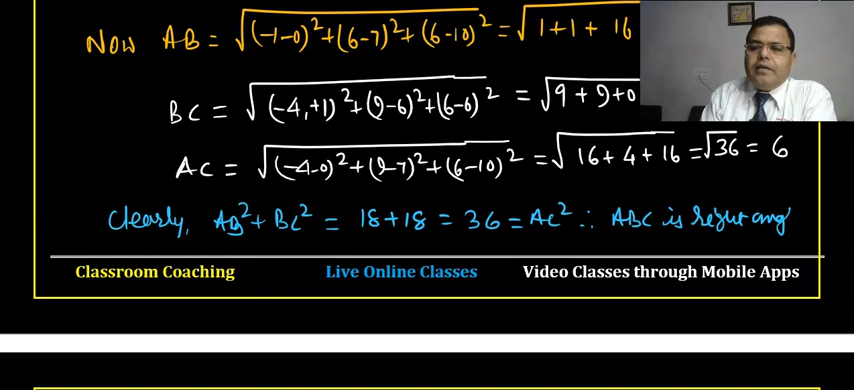 Now AB = √(-1-0)²+(6-7)²+(6-10)² = √1+1+16
BC = √(-4+1)²+(9-6)²+(6-6)² = √9+9+0
AC = √(-4-0)²+(9-7)²+(6-10)² = √16+4+16 = √36 = 6
Clearly, AB²+BC² = 18+18 = 36 = AC² ∴ ABC is right ang
Classroom Coaching Live Online Classes Video Classes through Mobile Apps